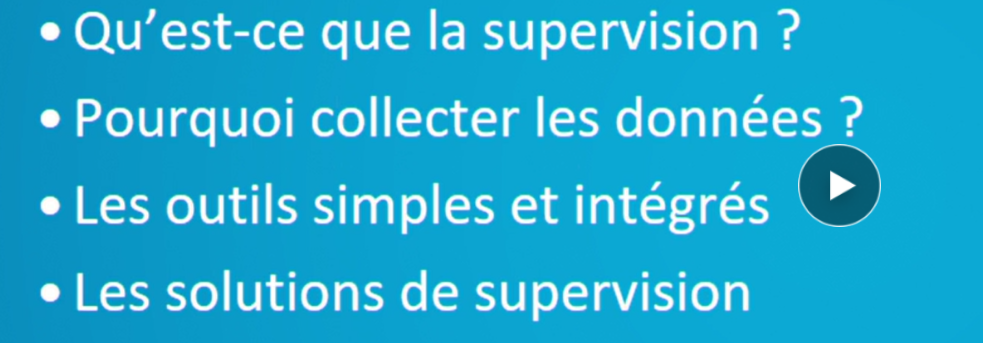 • Qu’est-ce que la supervision ?
• Pourquoi collecter les données ?
• Les outils simples et intégrés
• Les solutions de supervision